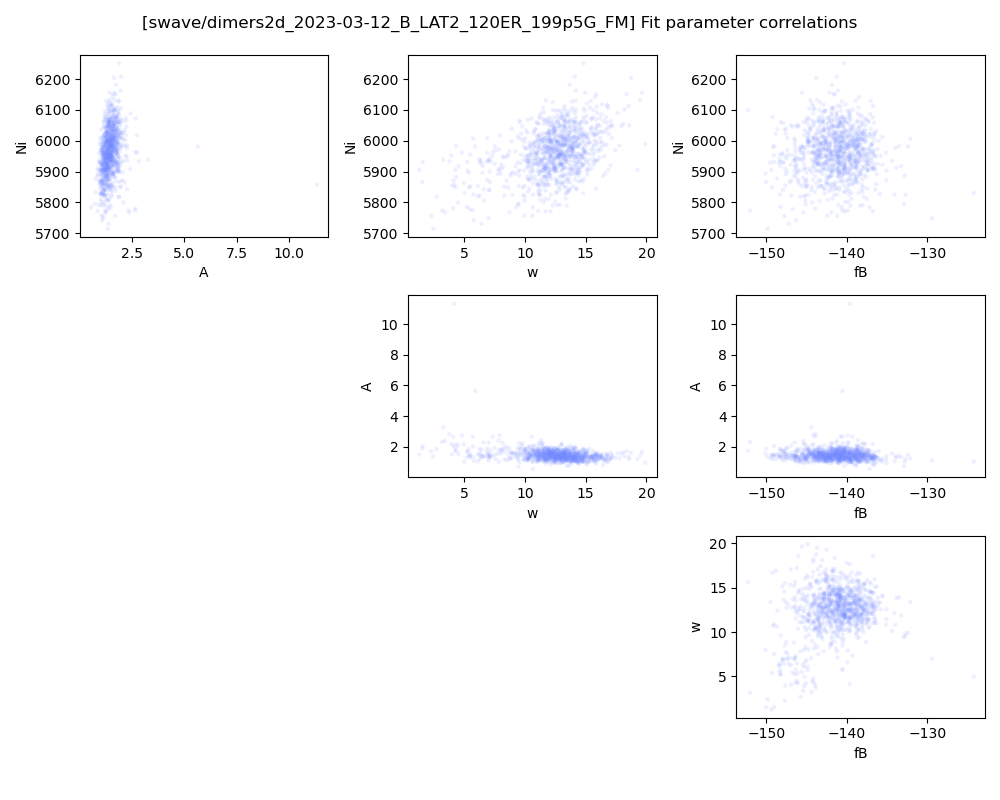 [swave/dimers2d_2023-03-12_B_LAT2_120ER_199p5G_FM] Fit parameter correlations
Ni
6200
6100
6000
5900
5800
5700
2.5 5.0 7.5 10.0
A
Ni
6200
6100
6000
5900
5800
5700
5 10 15 20
w
Ni
6200
6100
6000
5900
5800
5700
−150 −140 −130
fB
A
10
8
6
4
2
5 10 15 20
w
A
10
8
6
4
2
−150 −140 −130
fB
w
20
15
10
5
−150 −140 −130
fB